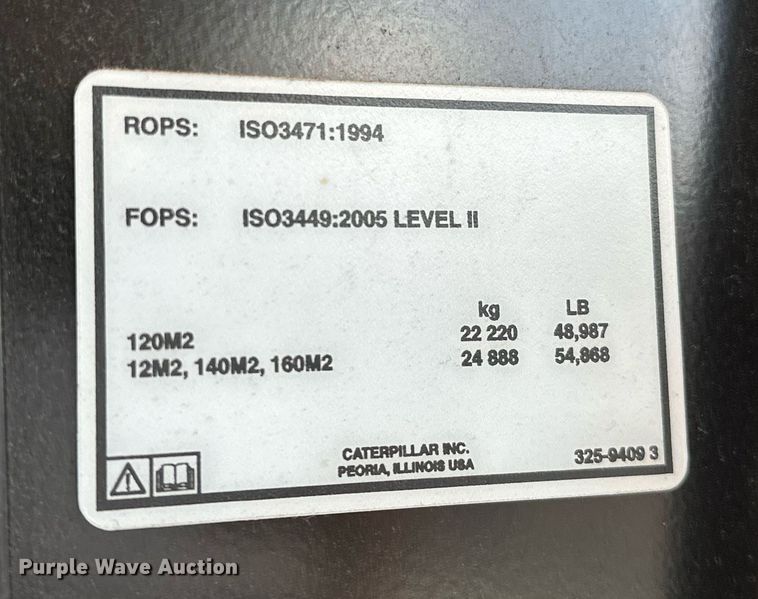 ROPS: ISO3471:1994
FOPS: ISO3449:2005 LEVEL II
kg LB
120M2 22 220 48,987
12M2, 140M2, 160M2 24 888 54,868
CATERPILLAR INC.
PEORIA, ILLINOIS USA
325-9409 3
Purple Wave Auction